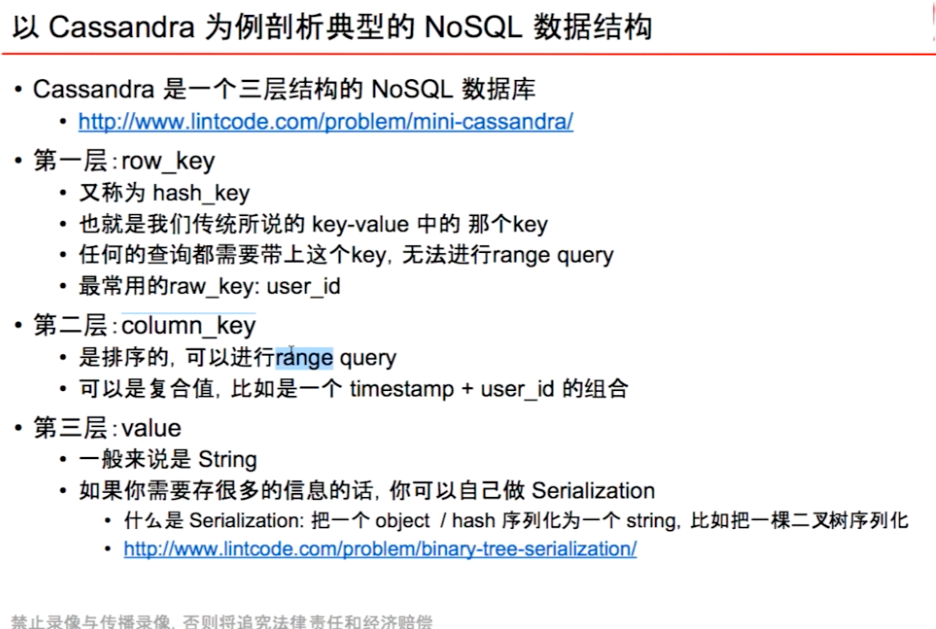 以 Cassandra 为例剖析典型的 NoSQL 数据结构
• Cassandra 是一个三层结构的 NoSQL 数据库
• http://www.lintcode.com/problem/mini-cassandra/
• 第一层:row_key
• 又称为 hash_key
• 也就是我们传统所说的 key-value 中的 那个key
• 任何的查询都需要带上这个key, 无法进行range query
• 最常用的raw_key: user_id
• 第二层:column_key
• 是排序的, 可以进行range query
• 可以是复合值, 比如是一个 timestamp + user_id 的组合
• 第三层:value
• 一般来说是 String
• 如果你需要存很多的信息的话, 你可以自己做 Serialization
• 什么是 Serialization: 把一个 object / hash 序列化为一个 string, 比如把一棵二叉树序列化
• http://www.lintcode.com/problem/binary-tree-serialization/
禁止录像与传播录像, 否则将追究法律责任和经济赔偿